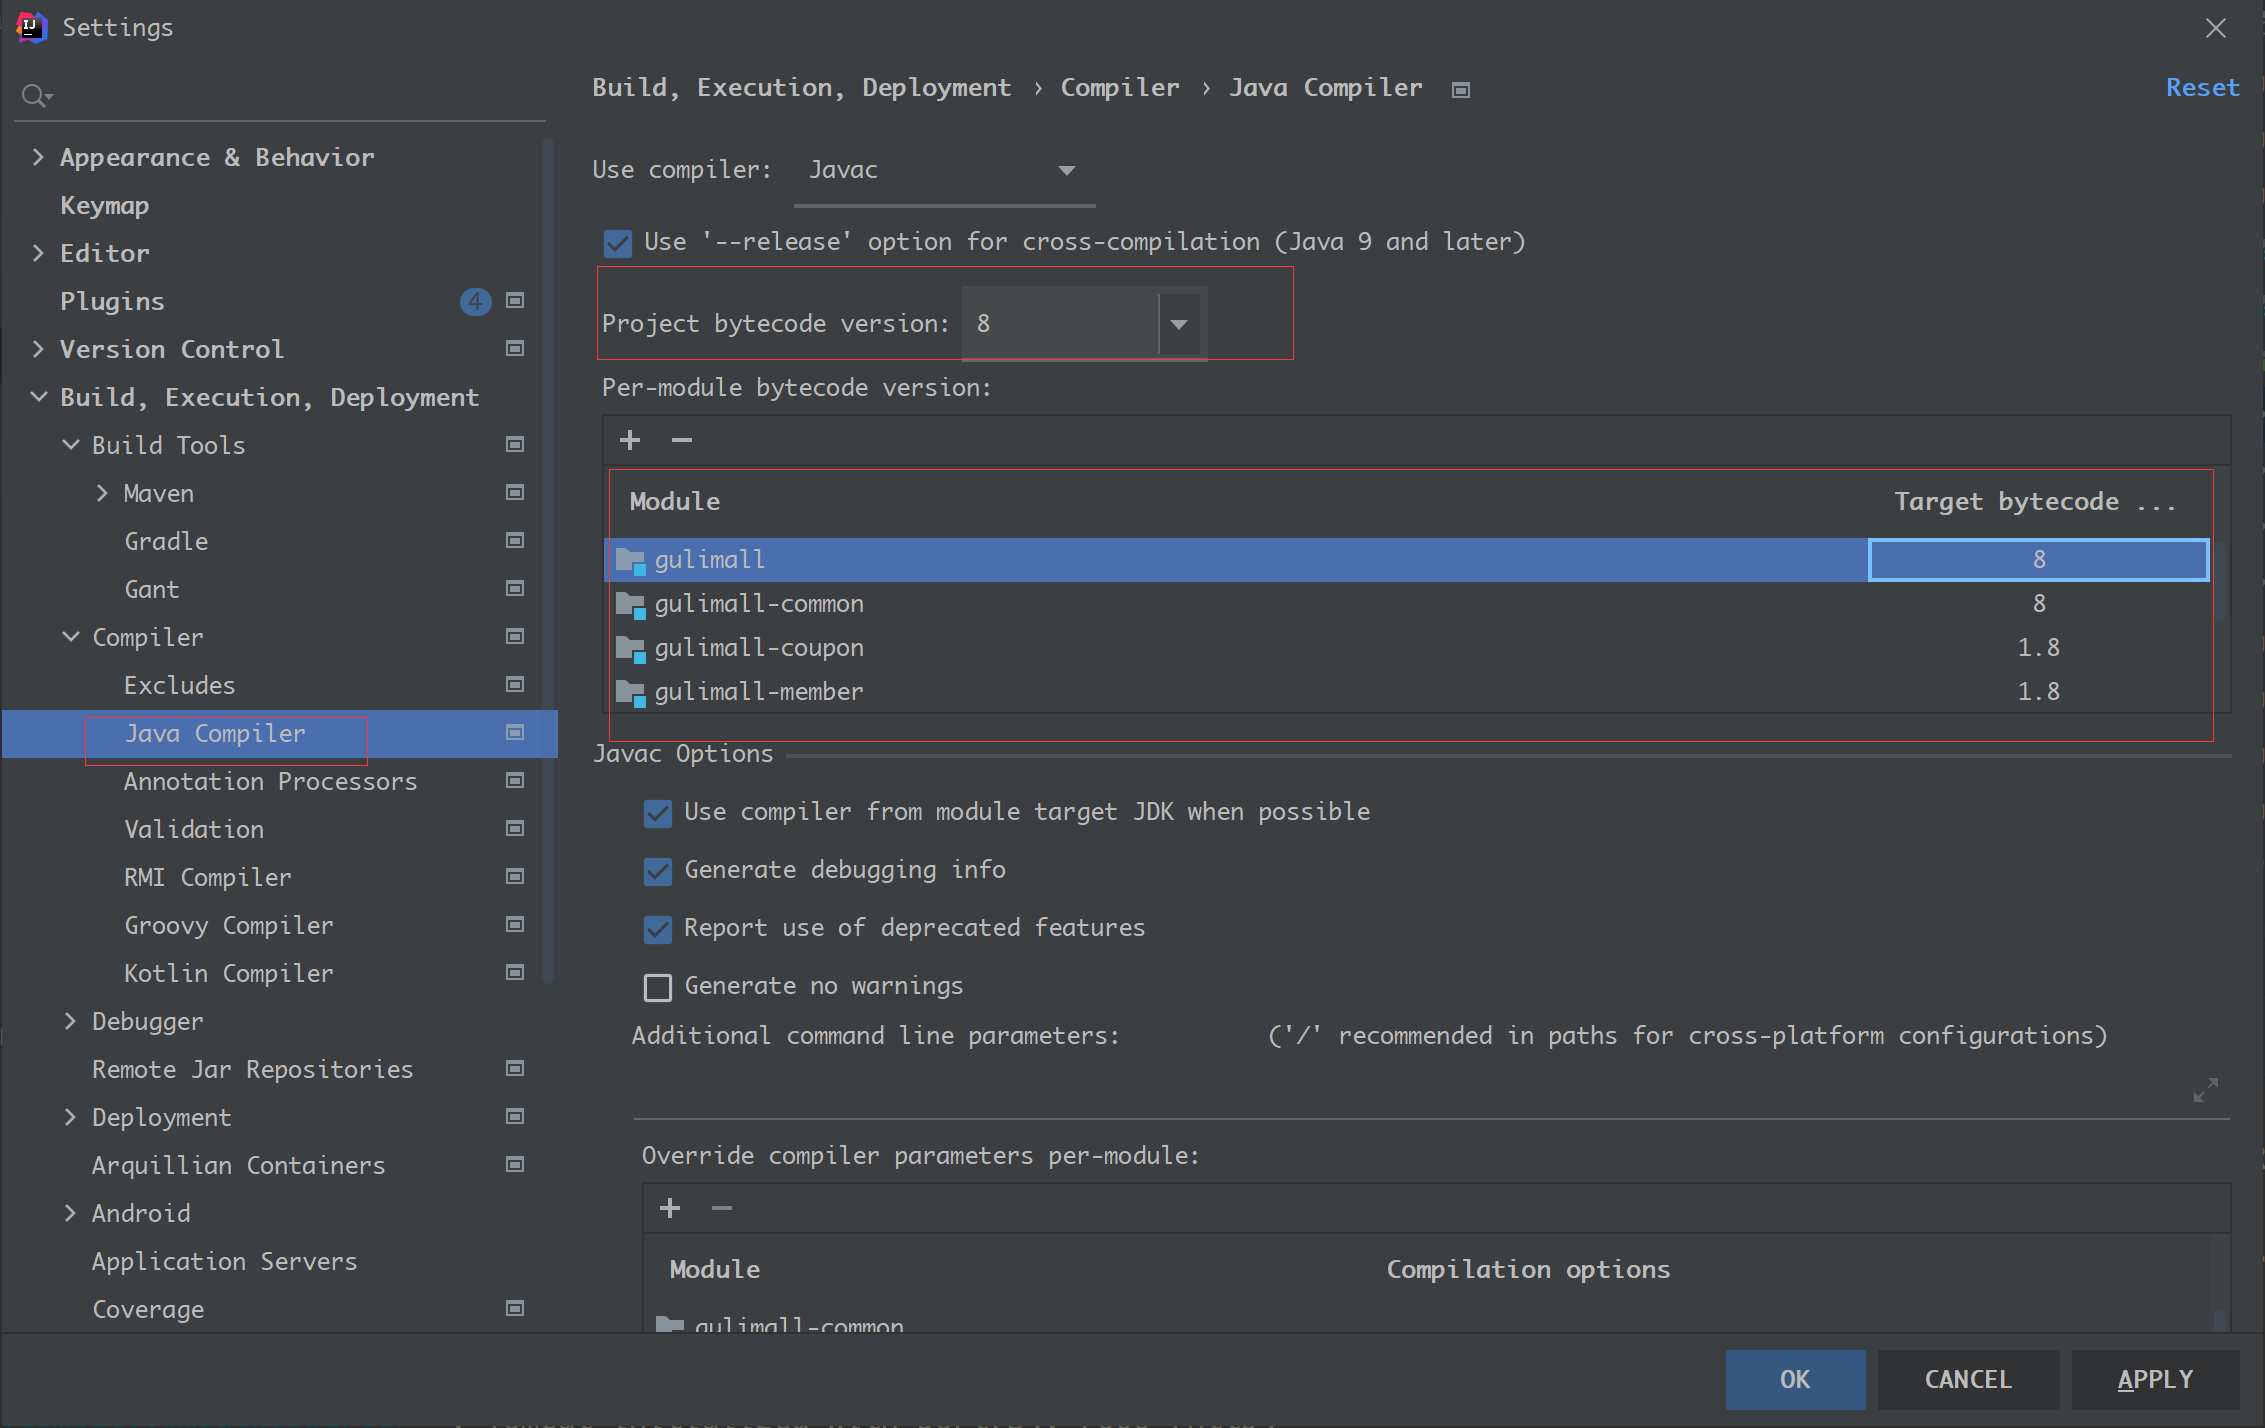 Settings
Build, Execution, Deployment › Compiler › Java Compiler
Reset
Appearance & Behavior
Keymap
Editor
Plugins 4
Version Control
Build, Execution, Deployment
Build Tools
Maven
Gradle
Gant
Compiler
Excludes
Java Compiler
Annotation Processors
Validation
RMI Compiler
Groovy Compiler
Kotlin Compiler
Debugger
Remote Jar Repositories
Deployment
Arquillian Containers
Android
Application Servers
Coverage
Use compiler: Javac
Use '--release' option for cross-compilation (Java 9 and later)
Project bytecode version: 8
Per-module bytecode version:
Module Target bytecode ...
gulimall 8
gulimall-common 8
gulimall-coupon 1.8
gulimall-member 1.8
Javac Options
Use compiler from module target JDK when possible
Generate debugging info
Report use of deprecated features
Generate no warnings
Additional command line parameters: ('/' recommended in paths for cross-platform configurations)
Override compiler parameters per-module:
Module Compilation options
gulimall-common
OK CANCEL APPLY